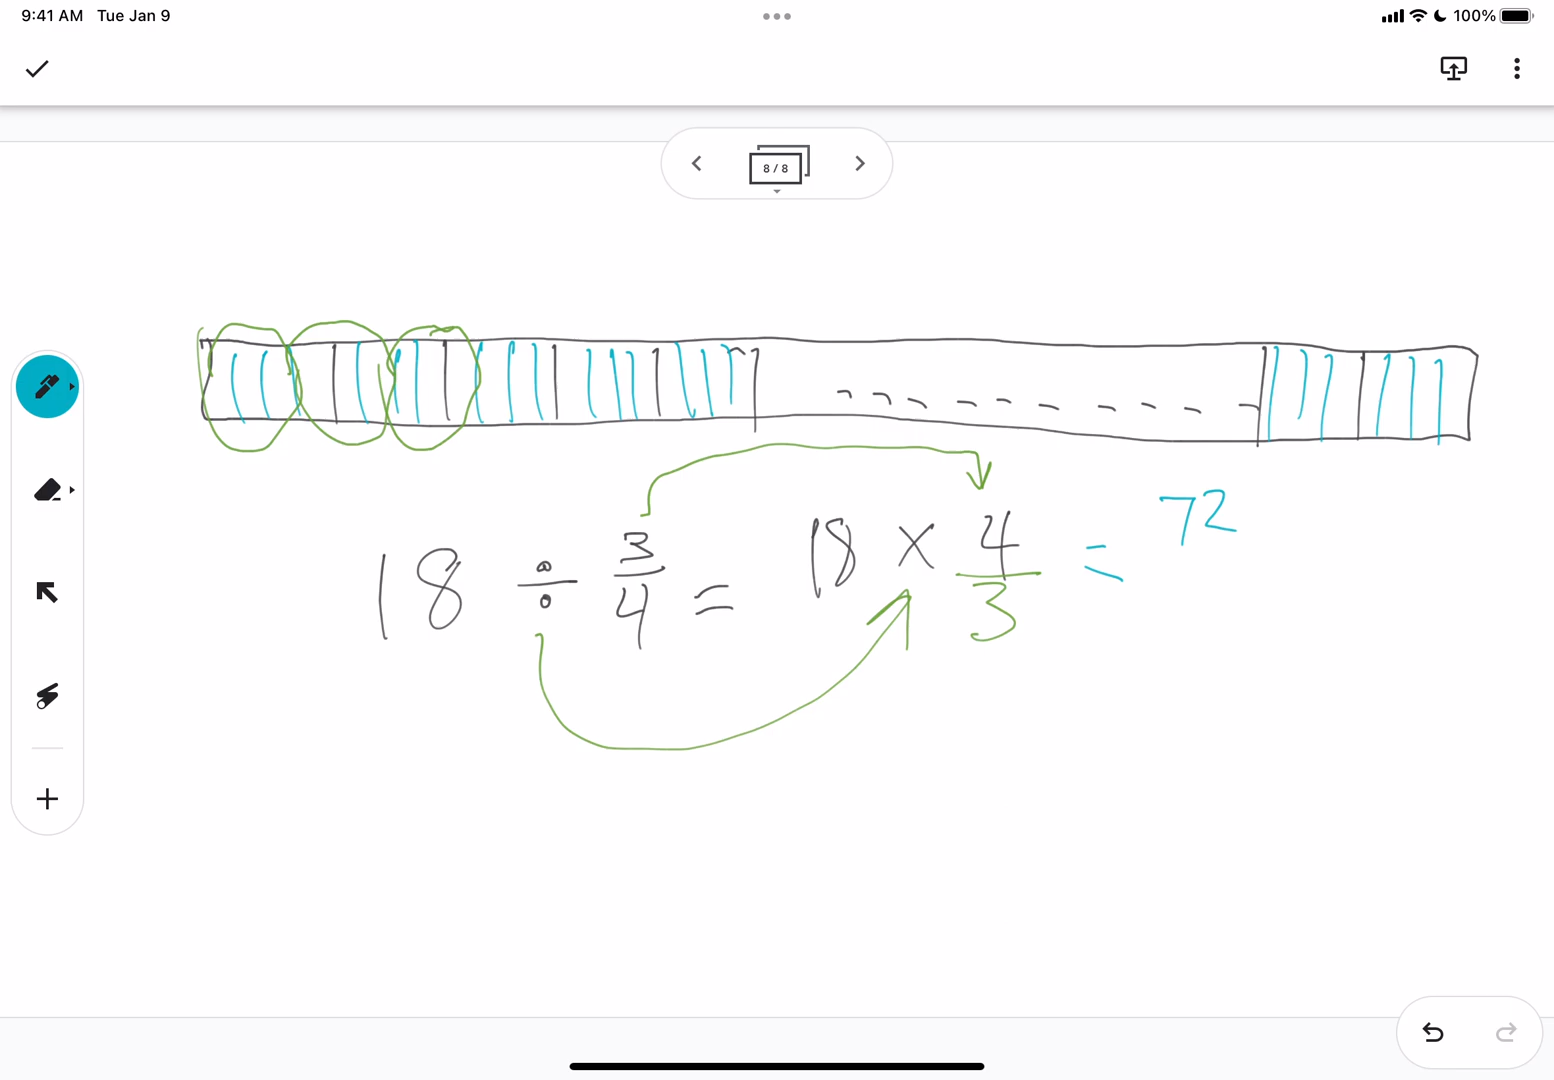 9:41 AM Tue Jan 9
100%
8 / 8
18 ÷ 3/4 = 18 × 4/3 = 72